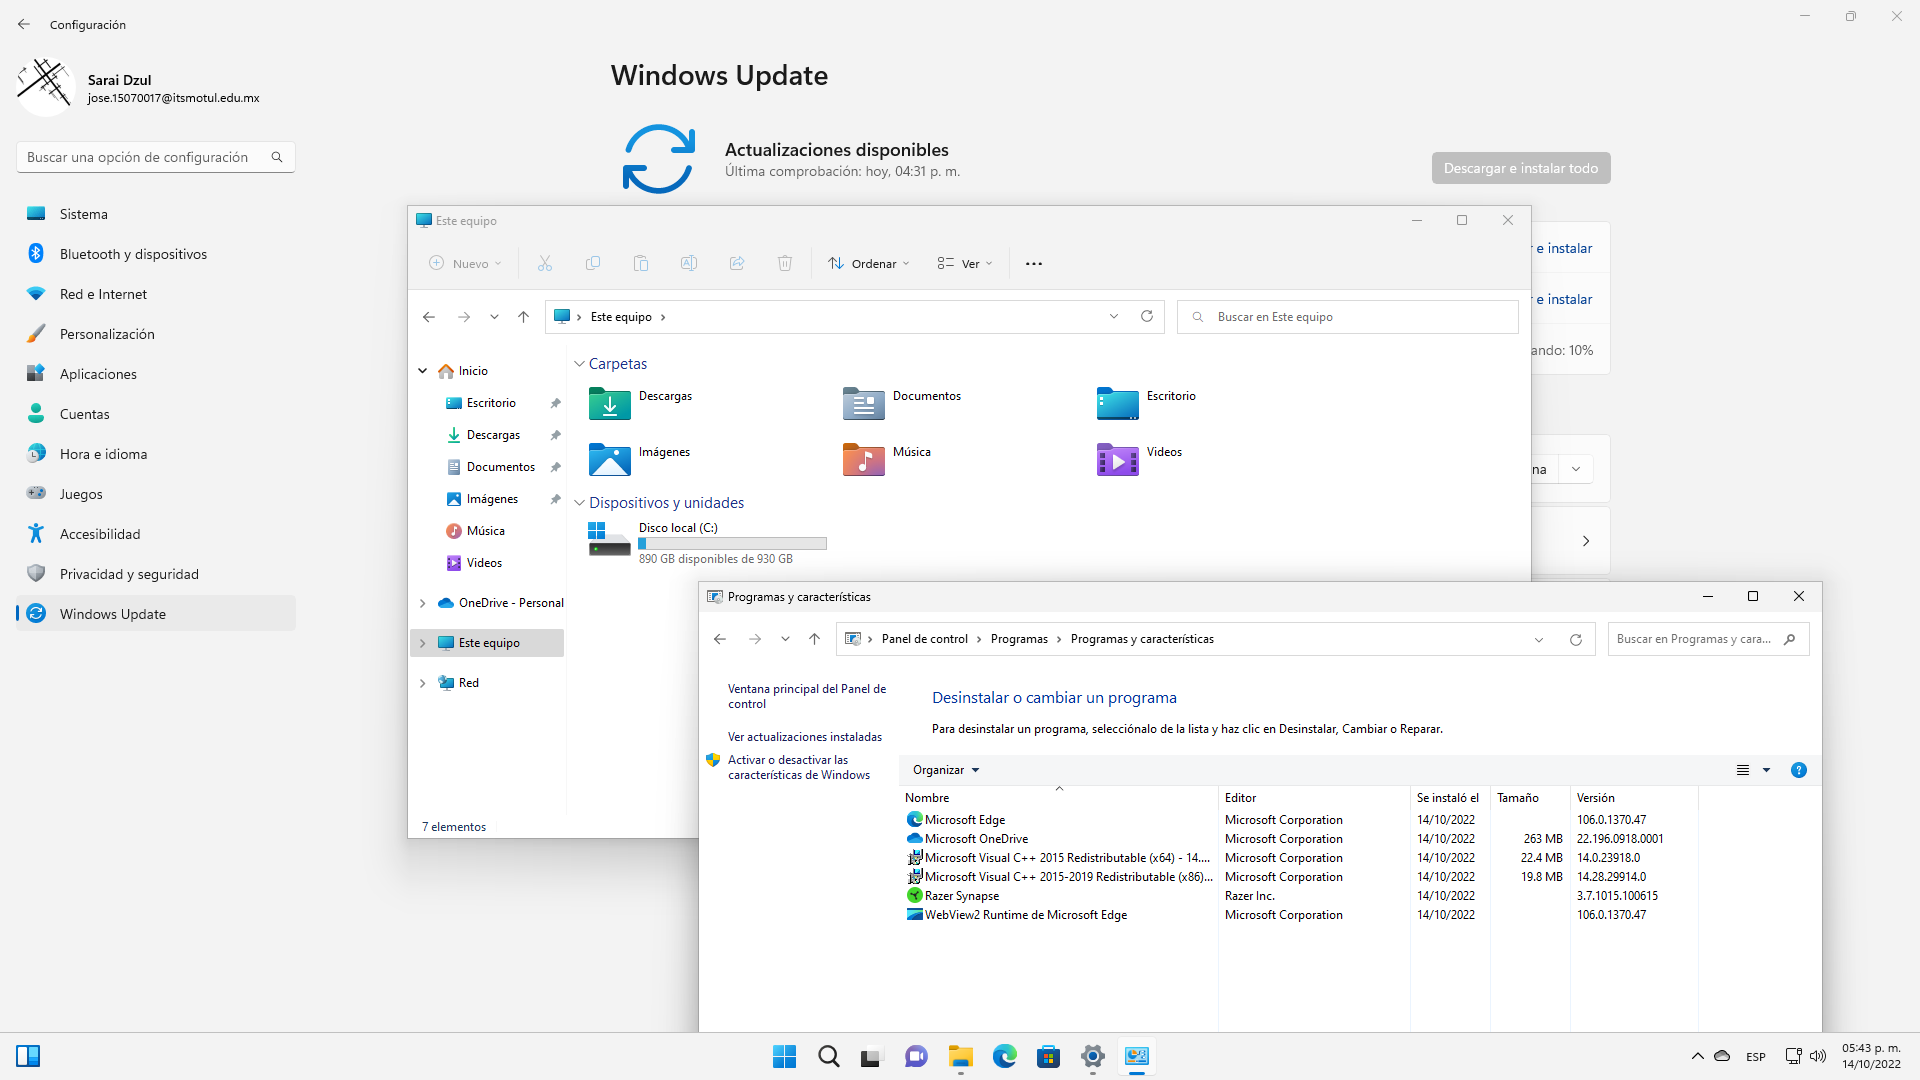 Configuración
Sarai Dzul
jose.15070017@itsmotul.edu.mx
Buscar una opción de configuración
Sistema
Bluetooth y dispositivos
Red e Internet
Personalización
Aplicaciones
Cuentas
Hora e idioma
Juegos
Accesibilidad
Privacidad y seguridad
Windows Update
Windows Update
Actualizaciones disponibles
Última comprobación: hoy, 04:31 p. m.
Descargar e instalar todo
e instalar
e instalar
ando: 10%
na
Este equipo
Nuevo
Ordenar
Ver
Este equipo
Buscar en Este equipo
Inicio
Escritorio
Descargas
Documentos
Imágenes
Música
Videos
OneDrive - Personal
Este equipo
Red
Carpetas
Descargas
Documentos
Escritorio
Imágenes
Música
Videos
Dispositivos y unidades
Disco local (C:)
890 GB disponibles de 930 GB
7 elementos
Programas y características
Panel de control > Programas > Programas y características
Buscar en Programas y cara...
Ventana principal del Panel de
control
Ver actualizaciones instaladas
Activar o desactivar las
características de Windows
Desinstalar o cambiar un programa
Para desinstalar un programa, selecciónalo de la lista y haz clic en Desinstalar, Cambiar o Reparar.
Organizar
Nombre Editor Se instaló el Tamaño Versión
Microsoft Edge Microsoft Corporation 14/10/2022 106.0.1370.47
Microsoft OneDrive Microsoft Corporation 14/10/2022 263 MB 22.196.0918.0001
Microsoft Visual C++ 2015 Redistributable (x64) - 14.... Microsoft Corporation 14/10/2022 22.4 MB 14.0.23918.0
Microsoft Visual C++ 2015-2019 Redistributable (x86)... Microsoft Corporation 14/10/2022 19.8 MB 14.28.29914.0
Razer Synapse Razer Inc. 14/10/2022 3.7.1015.100615
WebView2 Runtime de Microsoft Edge Microsoft Corporation 14/10/2022 106.0.1370.47
ESP
05:43 p. m.
14/10/2022